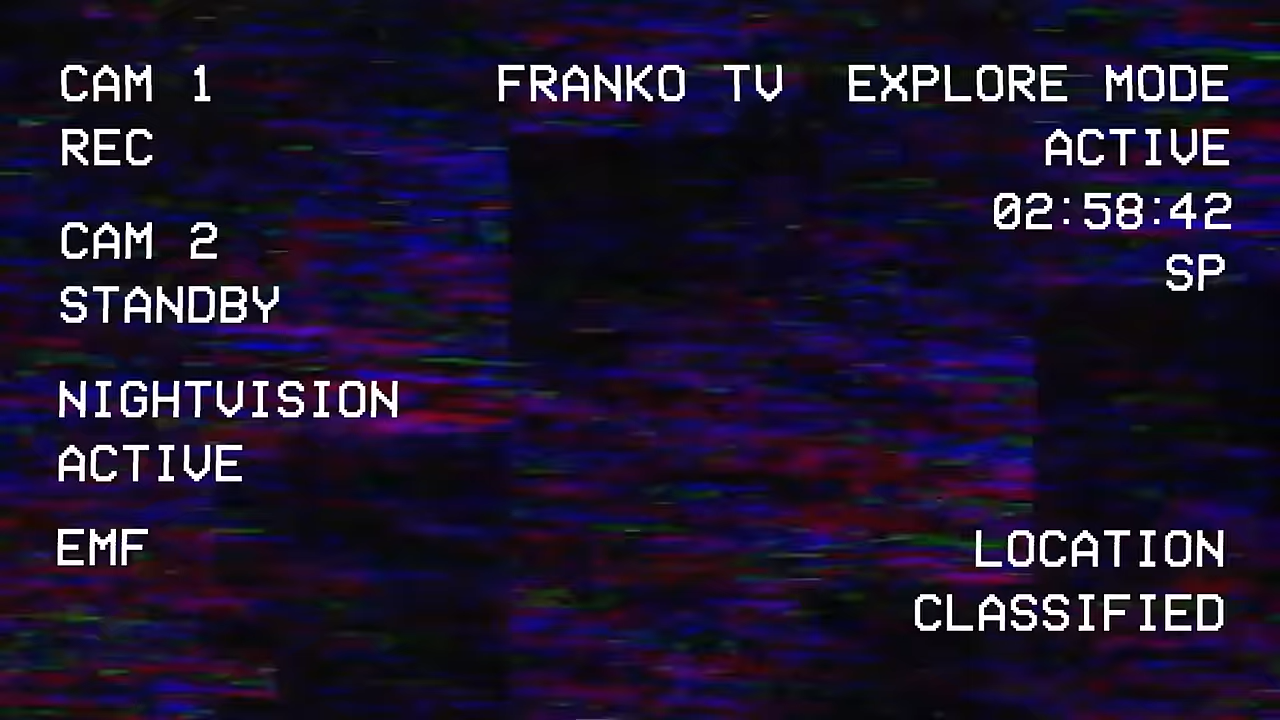 CAM 1
REC
CAM 2
STANDBY
NIGHTVISION
ACTIVE
EMF
FRANKO TV
EXPLORE MODE
ACTIVE
02:58:42
SP
LOCATION
CLASSIFIED